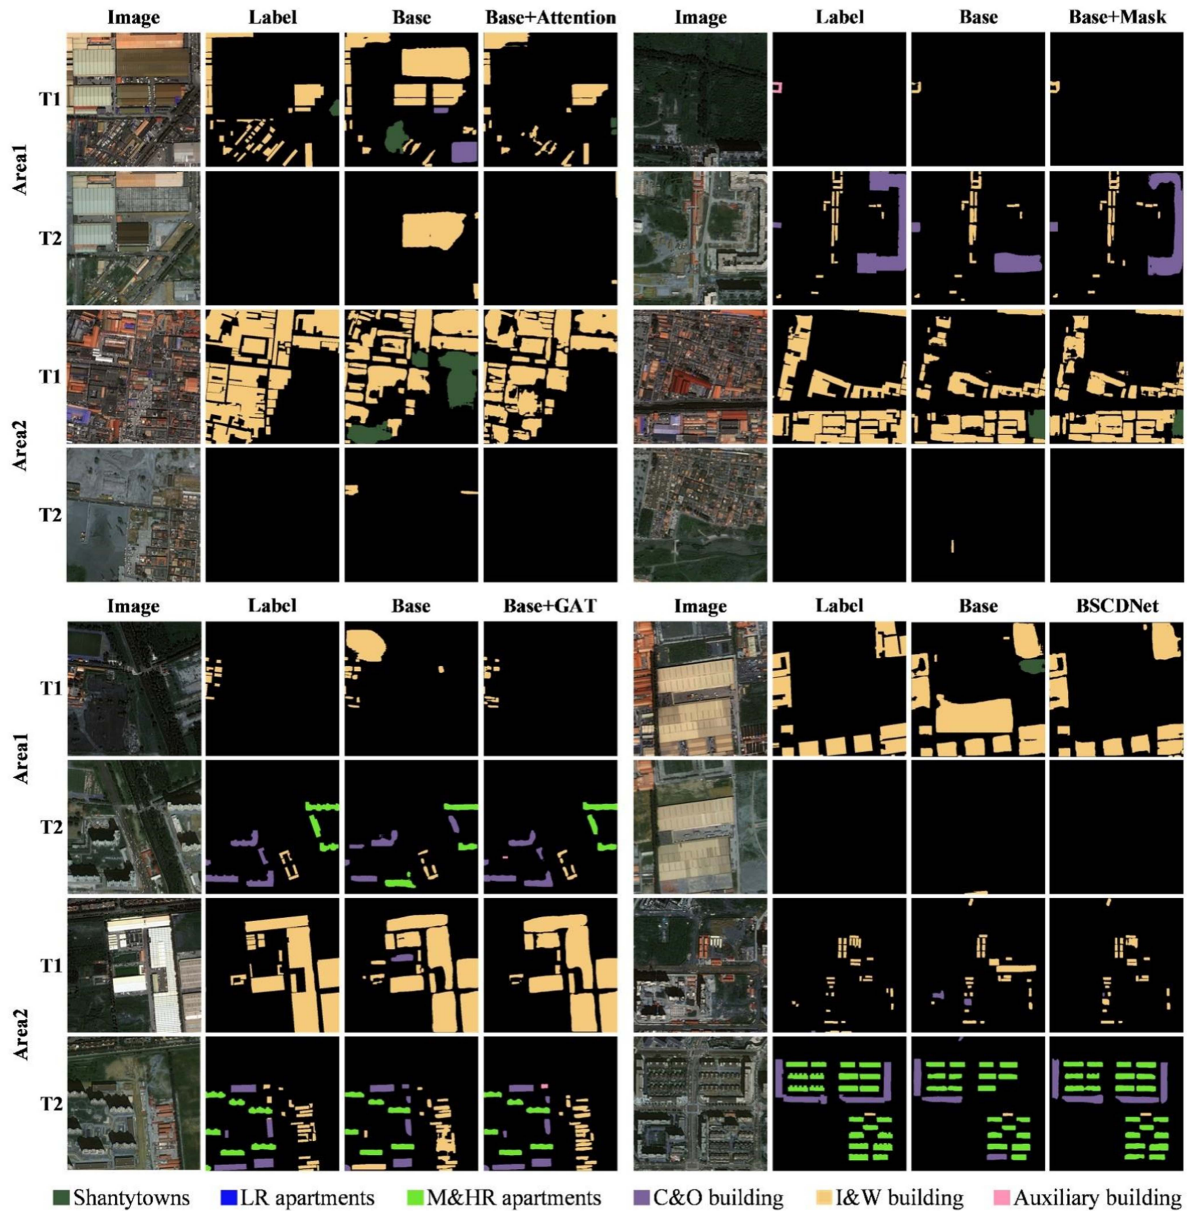 Image Label Base Base+Attention Image Label Base Base+Mask
T1
Area1
T2
T1
Area2
T2
Image Label Base Base+GAT Image Label Base BSCDNet
T1
Area1
T2
T1
Area2
T2
Shantytowns LR apartments M&HR apartments C&O building I&W building Auxiliary building